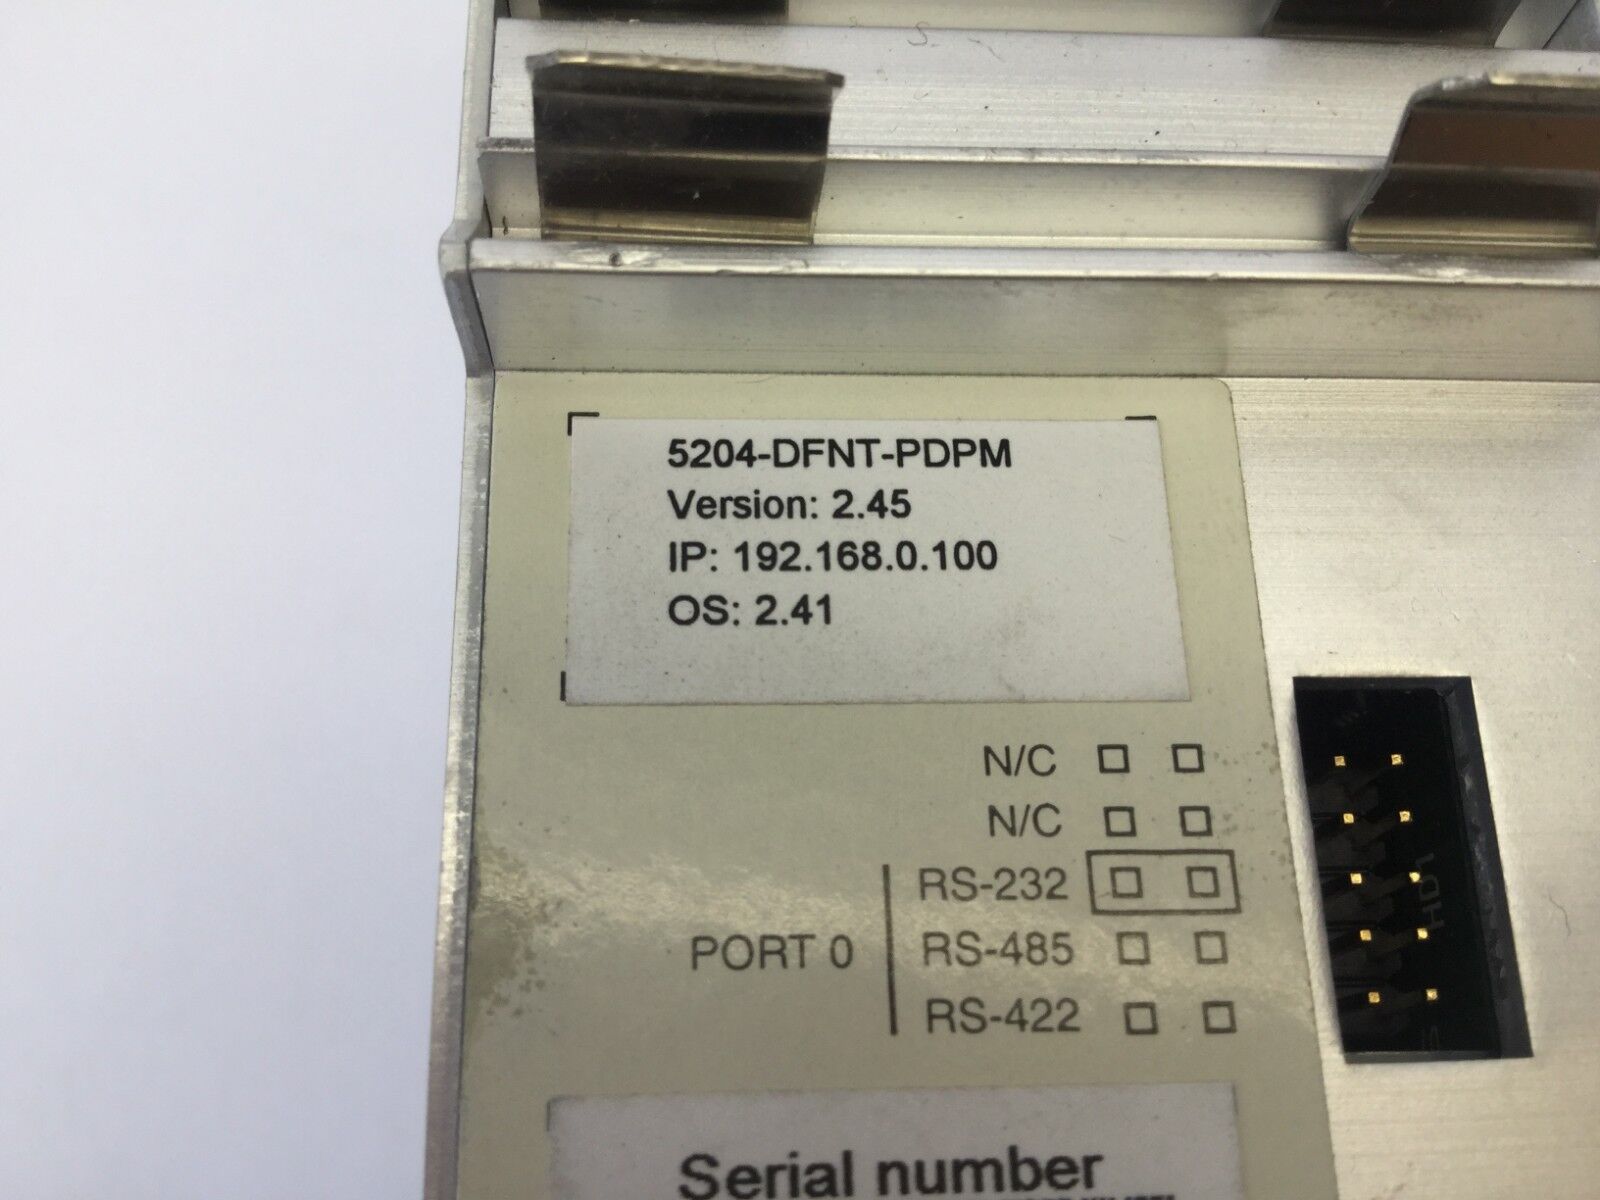 5204-DFNT-PDPM
Version: 2.45
IP: 192.168.0.100
OS: 2.41
N/C
N/C
RS-232
PORT 0 RS-485
RS-422
HD1
Serial number